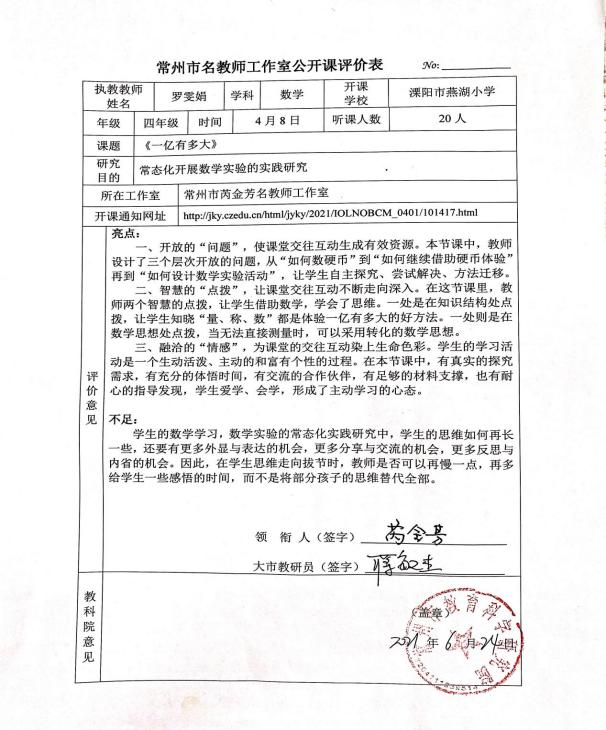 常州市名教师工作室公开课评价表 No:
执教教师姓名 罗雯娟 学科 数学 开课学校 溧阳市燕湖小学
年级 四年级 时间 4 月 8 日 听课人数 20 人
课题 《一亿有多大》
研究目的 常态化开展数学实验的实践研究
所在工作室 常州市芮金芳名教师工作室
开课通知网址 http://jky.czedu.cn/html/jyky/2021/IOLNOBCM_0401/101417.html
评价意见
亮点:
一、开放的“问题”，使课堂交往互动生成有效资源。本节课中，教师
设计了三个层次开放的问题，从“如何数硬币”到“如何继续借助硬币体验”
再到“如何设计数学实验活动”，让学生自主探究、尝试解决、方法迁移。
二、智慧的“点拨”，让课堂交往互动不断走向深入。在这节课里，教
师两个智慧的点拨，让学生借助数学，学会了思维。一处是在知识结构处点
拨，让学生知晓“量、称、数”都是体验一亿有多大的好方法。一处则是在
数学思想处点拨，当无法直接测量时，可以采用转化的数学思想。
三、融洽的“情感”，为课堂的交往互动染上生命色彩。学生的学习活
动是一个生动活泼、主动的和富有个性的过程。在本节课中，有真实的探究
需求，有充分的体悟时间，有交流的合作伙伴，有足够的材料支撑，也有耐
心的指导发现，学生爱学、会学，形成了主动学习的心态。
不足:
学生的数学学习，数学实验的常态化实践研究中，学生的思维如何再长
一些，还要有更多外显与表达的机会，更多分享与交流的机会，更多反思与
内省的机会。因此，在学生思维走向拔节时，教师是否可以再慢一点，再多
给学生一些感悟的时间，而不是将部分孩子的思维替代全部。
领 衔 人（签字） 芮金芳
大市教研员（签字）
教科院意见
盖章）
2021 年 6 月 24 日